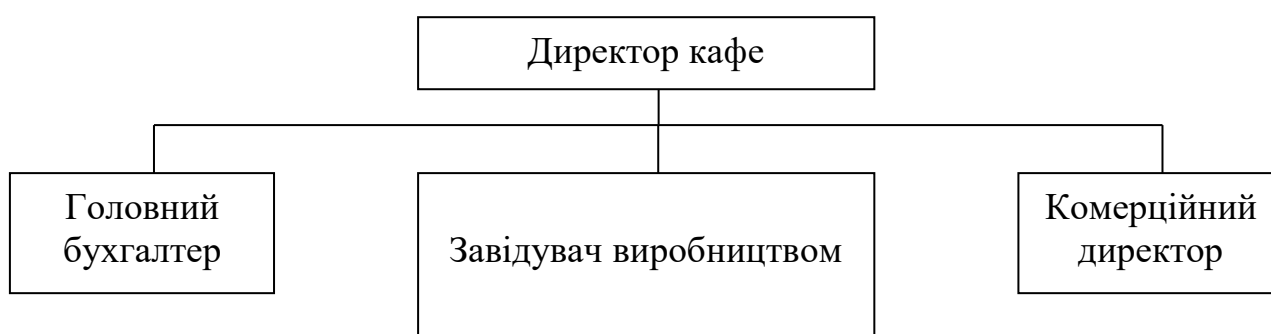 Директор кафе
Головний
бухгалтер
Завідувач виробництвом
Комерційний
директор